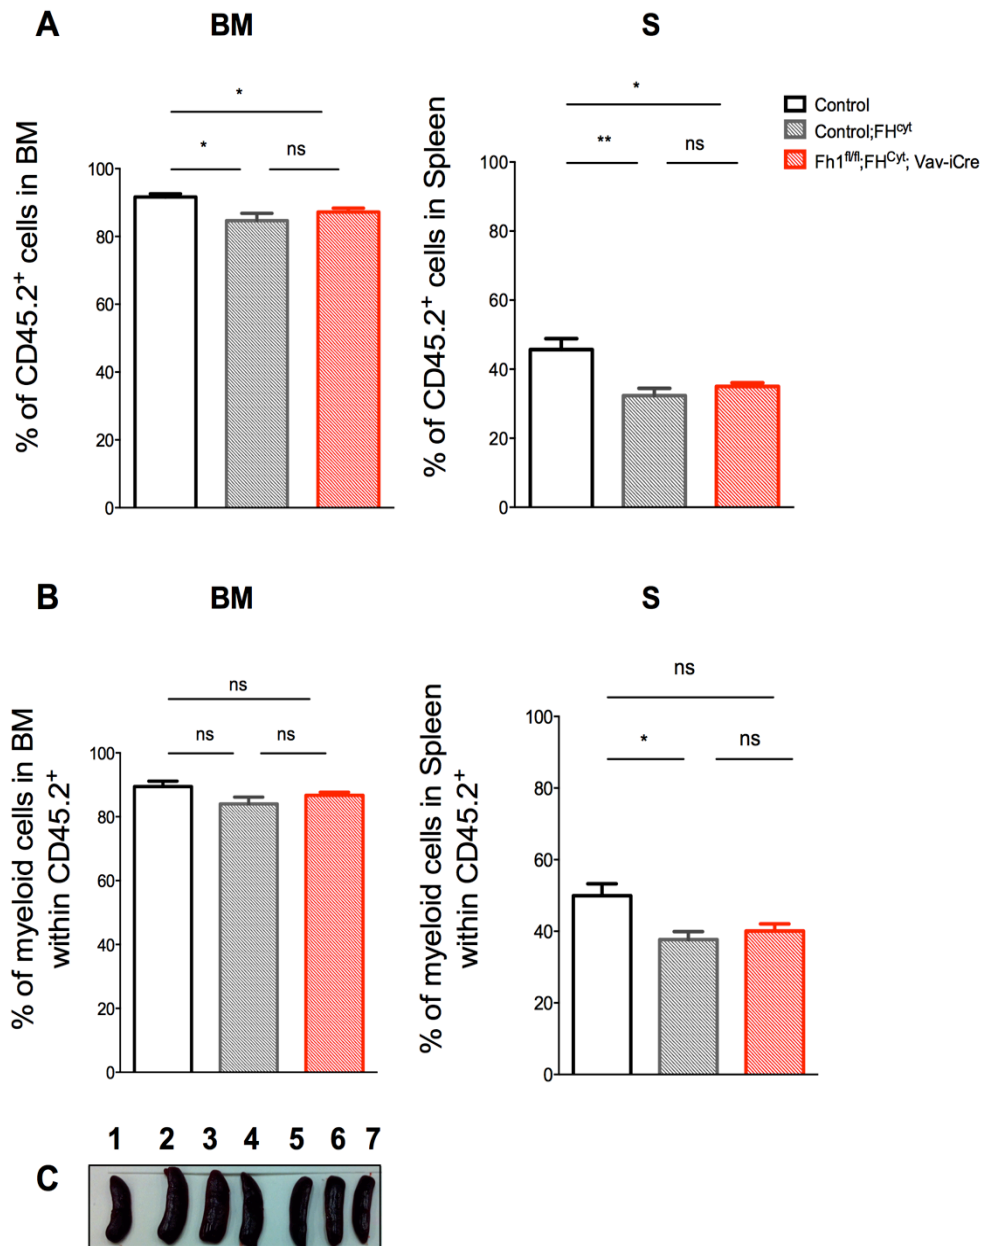 A
BM
S
*
*
ns
*
**
ns
Control
Control;FHcyt
Fh1fl/fl;FHCyt; Vav-iCre
% of CD45.2+ cells in BM
100
80
60
40
20
0
% of CD45.2+ cells in Spleen
100
80
60
40
20
0
B
BM
S
ns
ns
ns
ns
*
ns
% of myeloid cells in BM
within CD45.2+
100
80
60
40
20
0
% of myeloid cells in Spleen
within CD45.2+
100
80
60
40
20
0
1 2 3 4 5 6 7
C